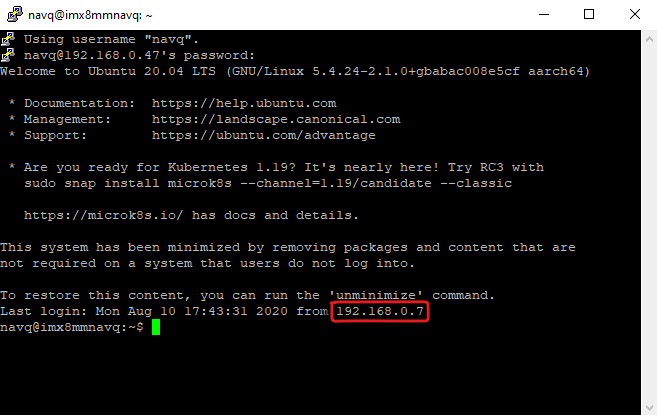 navq@imx8mmnavq: ~
Using username "navq".
navq@192.168.0.47's password:
Welcome to Ubuntu 20.04 LTS (GNU/Linux 5.4.24-2.1.0+gbabac008e5cf aarch64)
* Documentation:  https://help.ubuntu.com
* Management:     https://landscape.canonical.com
* Support:        https://ubuntu.com/advantage
* Are you ready for Kubernetes 1.19? It's nearly here! Try RC3 with
sudo snap install microk8s --channel=1.19/candidate --classic
https://microk8s.io/ has docs and details.
This system has been minimized by removing packages and content that are
not required on a system that users do not log into.
To restore this content, you can run the 'unminimize' command.
Last login: Mon Aug 10 17:43:31 2020 from 192.168.0.7
navq@imx8mmnavq:~$